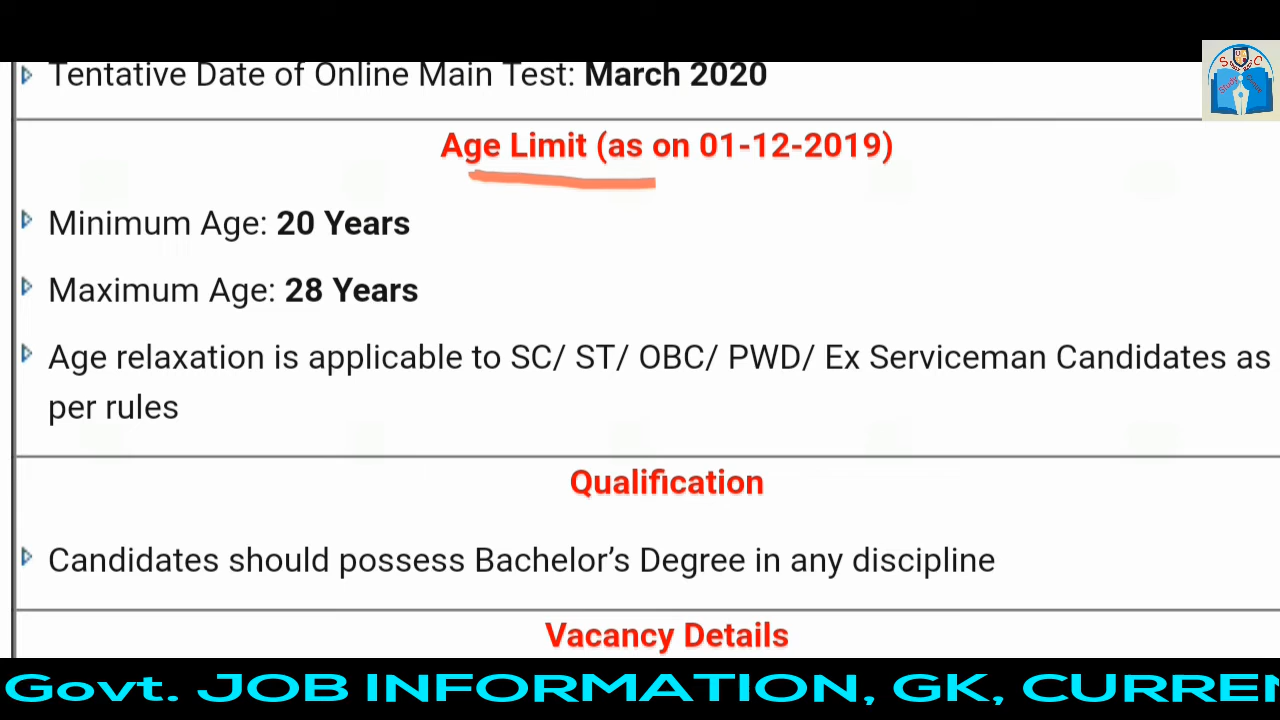 Tentative Date of Online Main Test: March 2020
Age Limit (as on 01-12-2019)
Minimum Age: 20 Years
Maximum Age: 28 Years
Age relaxation is applicable to SC/ ST/ OBC/ PWD/ Ex Serviceman Candidates as
per rules
Qualification
Candidates should possess Bachelor’s Degree in any discipline
Vacancy Details
Govt. JOB INFORMATION, GK, CURREN